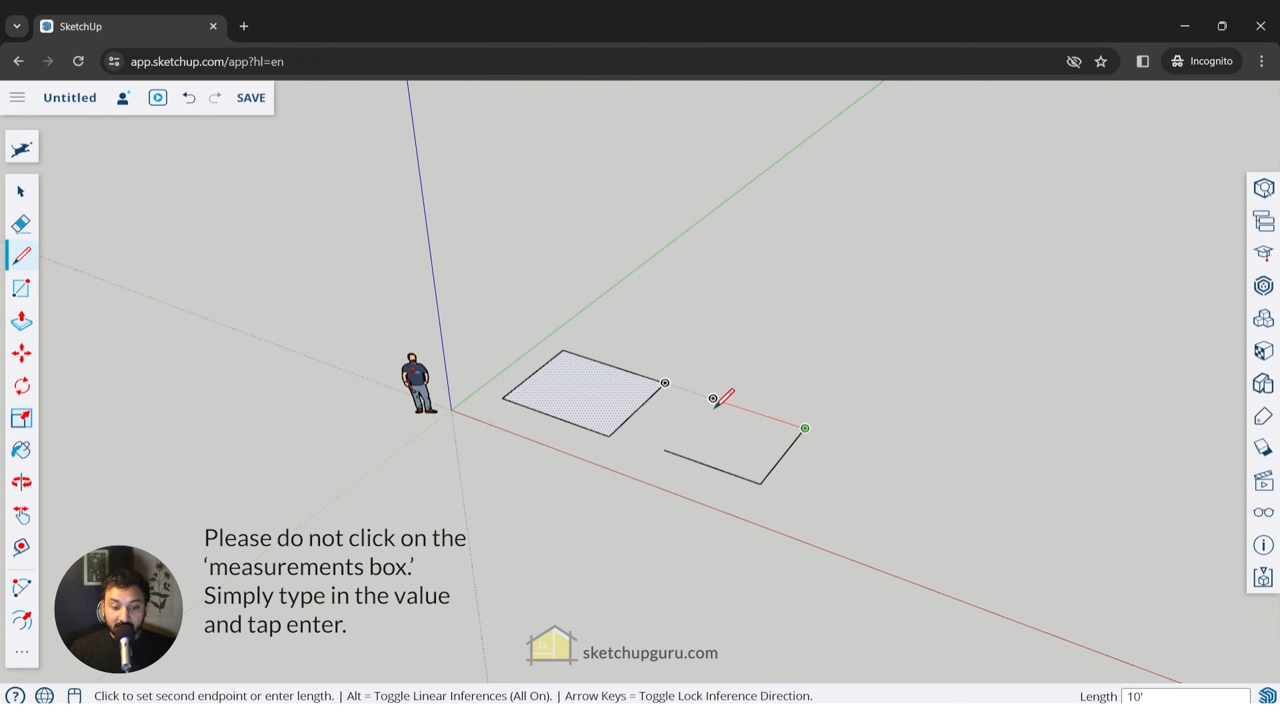 SketchUp
app.sketchup.com/app?hl=en
Incognito
Untitled
SAVE
Please do not click on the
‘measurements box.’
Simply type in the value
and tap enter.
sketchupguru.com
Click to set second endpoint or enter length. | Alt = Toggle Linear Inferences (All On). | Arrow Keys = Toggle Lock Inference Direction.
Length 10'